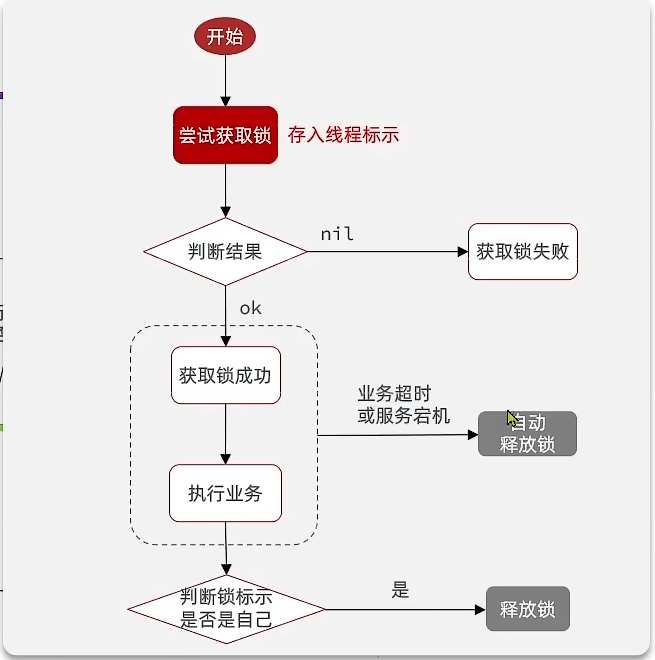 开始
尝试获取锁
存入线程标示
判断结果
nil
获取锁失败
ok
获取锁成功
业务超时
或服务宕机
自动
释放锁
执行业务
判断锁标示
是否是自己
是
释放锁